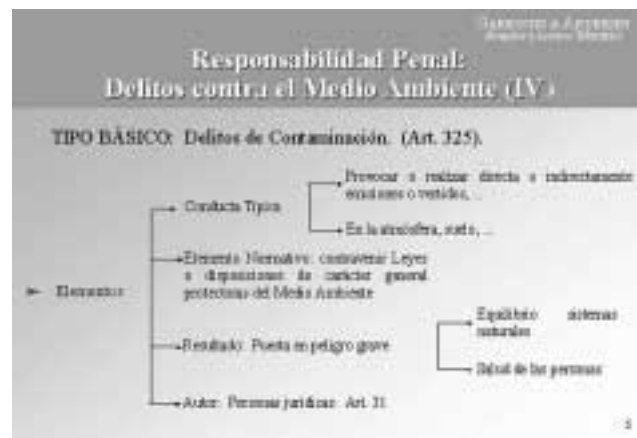 Responsabilidad Penal:
Delitos contra el Medio Ambiente (IV)
TIPO BÁSICO: Delitos de Contaminación. (Art. 325).
Provocar o realizar directa o indirectamente
emisiones o vertidos, ...
Conducta Típica
En la atmósfera, suelo, ...
Elemento Normativo: contravenir Leyes
o disposiciones de carácter general
protectoras del Medio Ambiente
Elementos
Equilibrio sistemas
naturales
Resultado: Puesta en peligro grave
Salud de las personas
Autor: Personas jurídicas: Art. 31